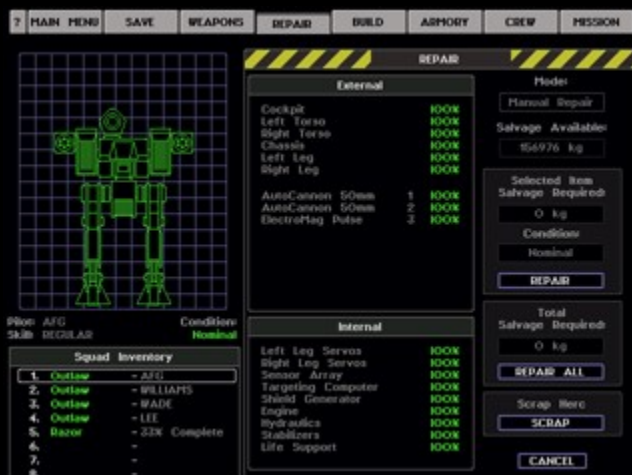 ? MAIN MENU SAVE WEAPONS REPAIR BUILD ARMORY CREW MISSION
REPAIR
External
Cockpit 100%
Left Torso 100%
Right Torso 100%
Chassis 100%
Left Leg 100%
Right Leg 100%
AutoCannon 50mm 1 100%
AutoCannon 50mm 2 100%
ElectroMag Pulse 3 100%
Internal
Left Leg Servos 100%
Right Leg Servos 100%
Sensor Array 100%
Targeting Computer 100%
Shield Generator 100%
Engine 100%
Hydraulics 100%
Stabilizers 100%
Life Support 100%
Mode:
Manual Repair
Salvage Available:
156976 kg
Selected Item
Salvage Required:
0 kg
Condition:
Nominal
REPAIR
Total
Salvage Required:
0 kg
REPAIR ALL
Scrap Herc
SCRAP
CANCEL
Pilot: AFG Condition:
Skill: REGULAR Nominal
Squad Inventory
1. Outlaw - AFG
2. Outlaw - WILLIAMS
3. Outlaw - WADE
4. Outlaw - LEE
5. Razor - 33% Complete
6. -
7. -